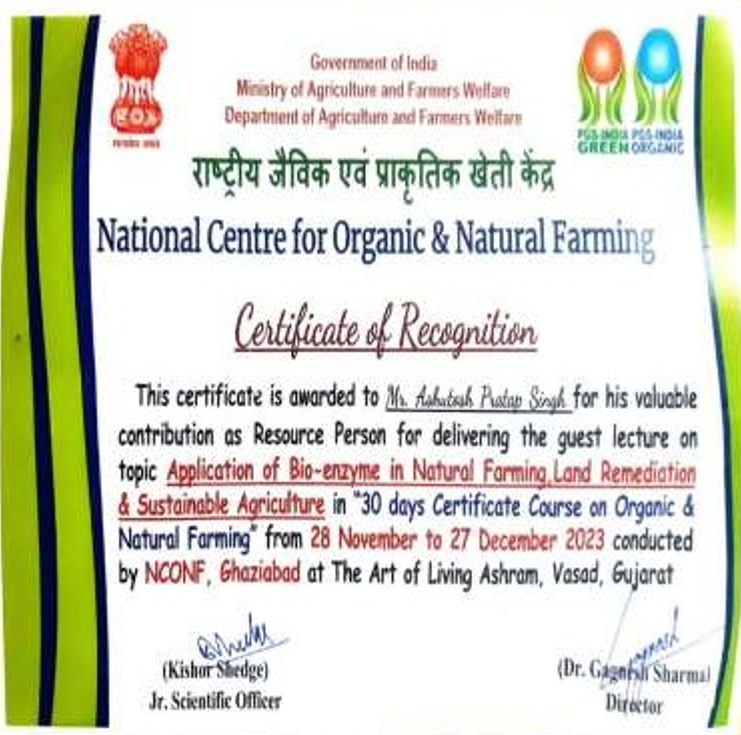 Government of India
Ministry of Agriculture and Farmers Welfare
Department of Agriculture and Farmers Welfare
सत्यमेव जयते
PGS-INDIA PGS-INDIA
GREEN ORGANIC
राष्ट्रीय जैविक एवं प्राकृतिक खेती केंद्र
National Centre for Organic & Natural Farming
Certificate of Recognition
This certificate is awarded to Mr. Ashutosh Pratap Singh for his valuable
contribution as Resource Person for delivering the guest lecture on
topic Application of Bio-enzyme in Natural Farming,Land Remediation
& Sustainable Agriculture in "30 days Certificate Course on Organic &
Natural Farming" from 28 November to 27 December 2023 conducted
by NCONF, Ghaziabad at The Art of Living Ashram, Vasad, Gujarat
(Kishor Shedge)
Jr. Scientific Officer
(Dr. Gagnesh Sharma)
Director